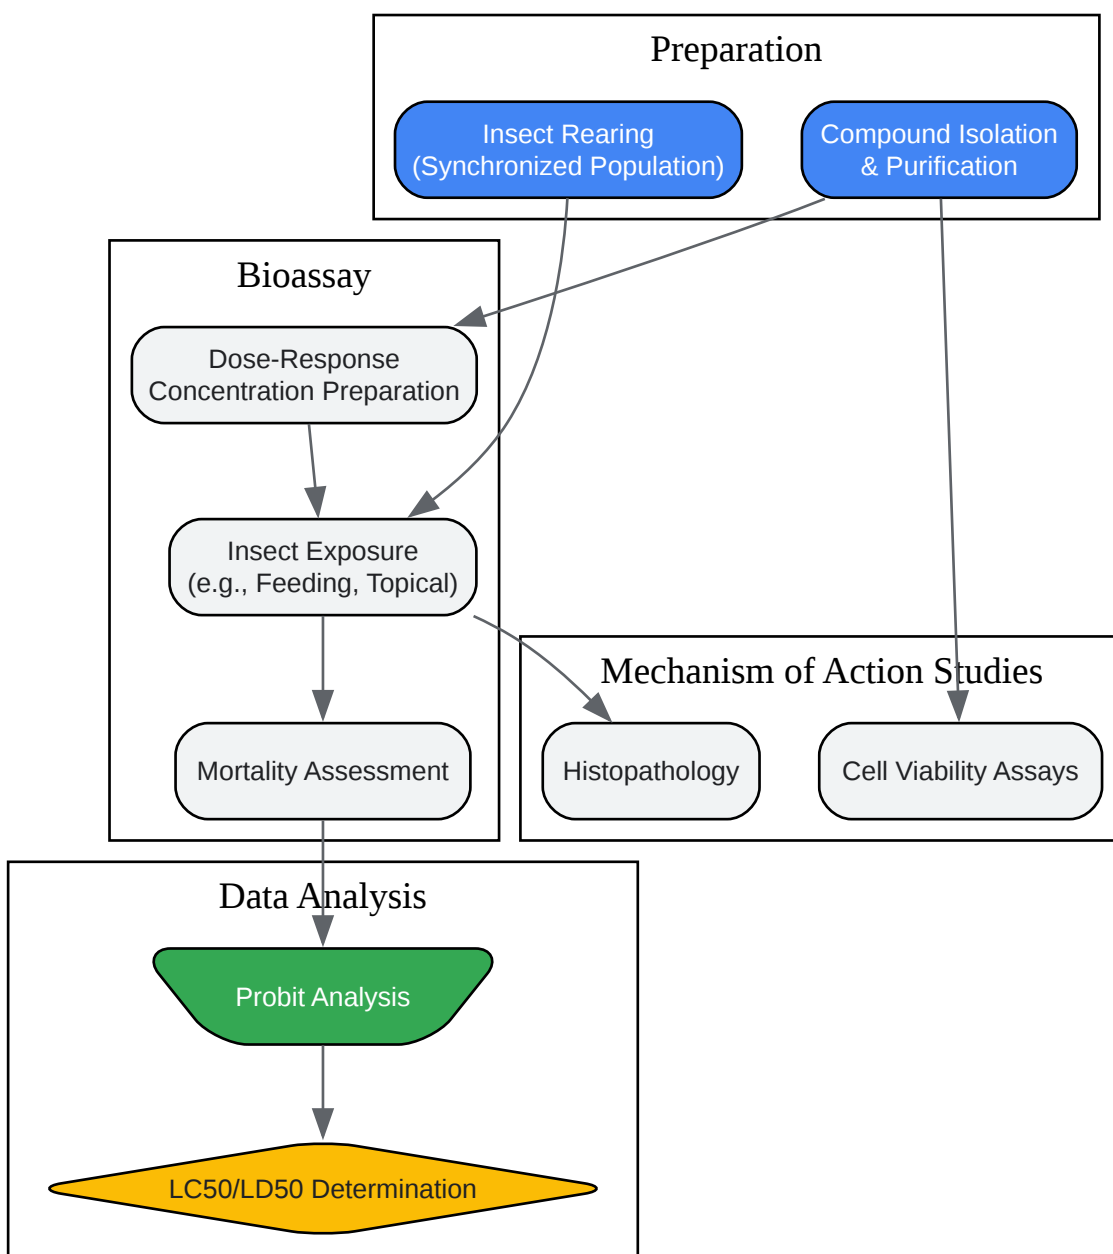 Preparation
Insect Rearing
(Synchronized Population)
Compound Isolation
& Purification
Bioassay
Dose-Response
Concentration Preparation
Insect Exposure
(e.g., Feeding, Topical)
Mortality Assessment
Mechanism of Action Studies
Histopathology
Cell Viability Assays
Data Analysis
Probit Analysis
LC50/LD50 Determination